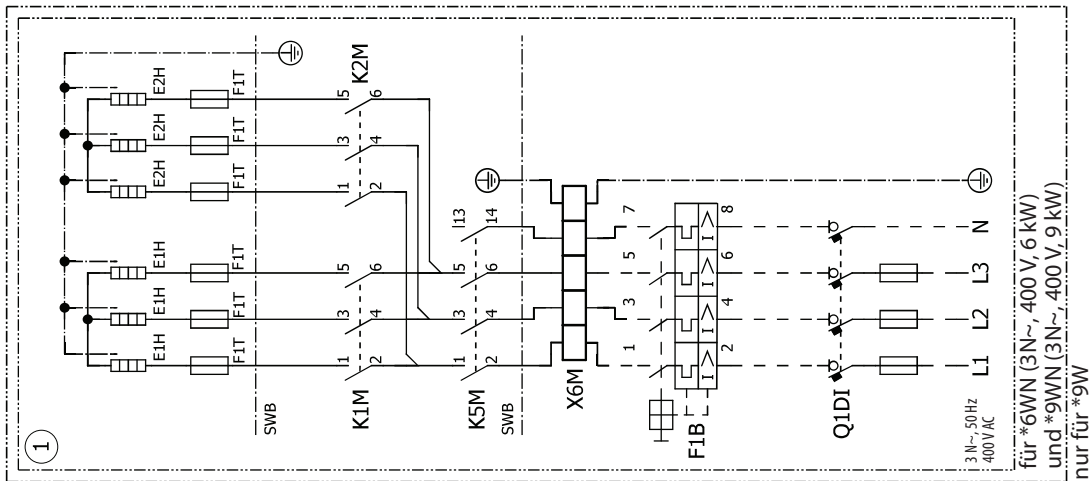 1
E1H E1H E1H E2H E2H E2H
F1T F1T F1T F1T F1T F1T
SWB
1 3 5 1 3 5
K1M K2M
2 4 6 2 4 6
1 3 5 13
K5M
2 4 6 14
SWB
X6M
1 3 5 7
F1B
I> I> I> I>
2 4 6 8
Q1DI
3 N~, 50 Hz
400 V AC
L1 L2 L3 N
für *6WN (3N~, 400 V, 6 kW)
und *9WN (3N~, 400 V, 9 kW)
nur für *9W